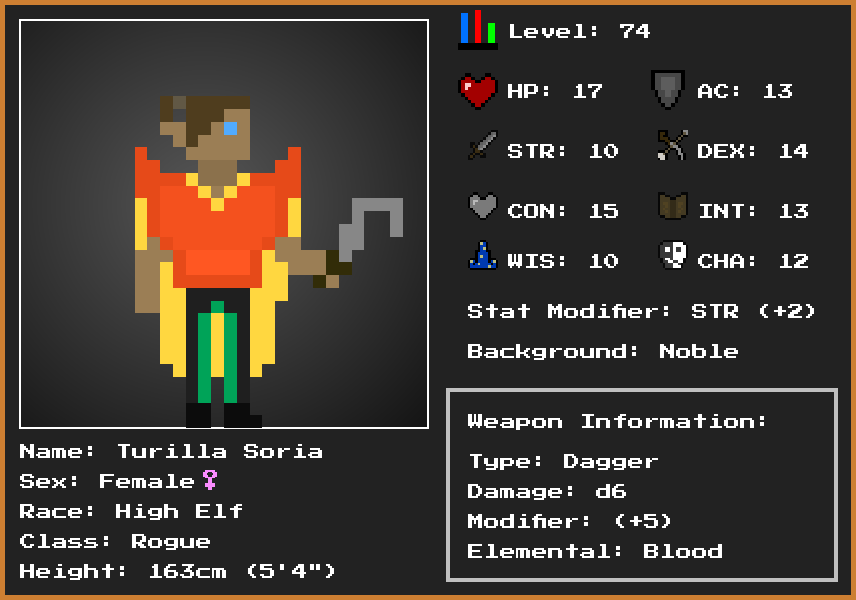 Level: 74
HP: 17 AC: 13
STR: 10 DEX: 14
CON: 15 INT: 13
WIS: 10 CHA: 12
Stat Modifier: STR (+2)
Background: Noble
Weapon Information:
Type: Dagger
Damage: d6
Modifier: (+5)
Elemental: Blood
Name: Turilla Soria
Sex: Female♀
Race: High Elf
Class: Rogue
Height: 163cm (5'4")